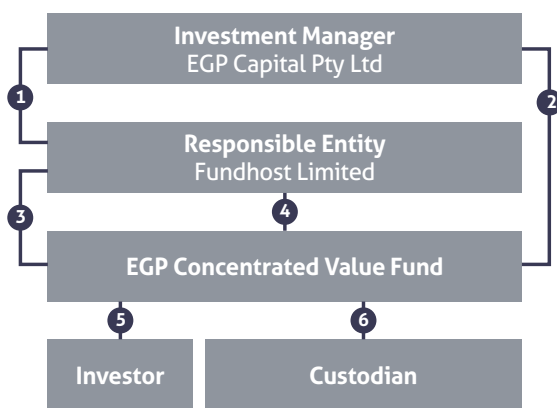 Investment Manager
EGP Capital Pty Ltd
1
2
Responsible Entity
Fundhost Limited
3
4
EGP Concentrated Value Fund
5
6
Investor
Custodian